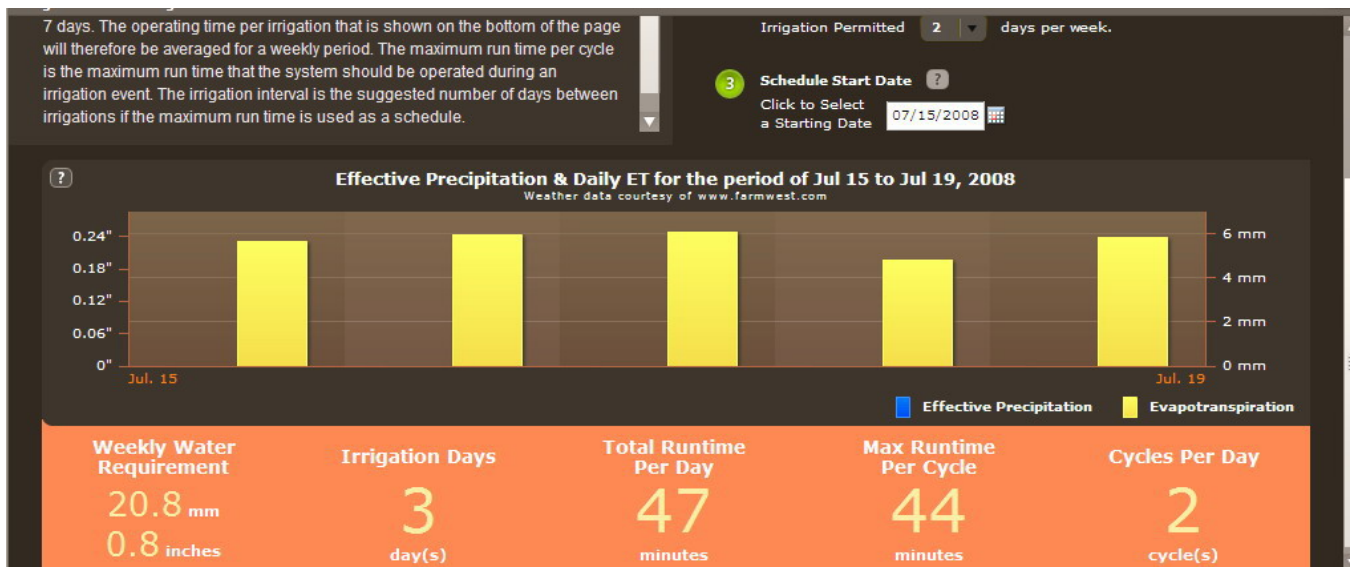 7 days. The operating time per irrigation that is shown on the bottom of the page
will therefore be averaged for a weekly period. The maximum run time per cycle
is the maximum run time that the system should be operated during an
irrigation event. The irrigation interval is the suggested number of days between
irrigations if the maximum run time is used as a schedule.
Irrigation Permitted 2 days per week.
3 Schedule Start Date ?
Click to Select
a Starting Date 07/15/2008
?
Effective Precipitation & Daily ET for the period of Jul 15 to Jul 19, 2008
Weather data courtesy of www.farmwest.com
0.24"
0.18"
0.12"
0.06"
0"
6 mm
4 mm
2 mm
0 mm
Jul. 15
Jul. 19
Effective Precipitation
Evapotranspiration
Weekly Water
Requirement
20.8 mm
0.8 inches
Irrigation Days
3
day(s)
Total Runtime
Per Day
47
minutes
Max Runtime
Per Cycle
44
minutes
Cycles Per Day
2
cycle(s)